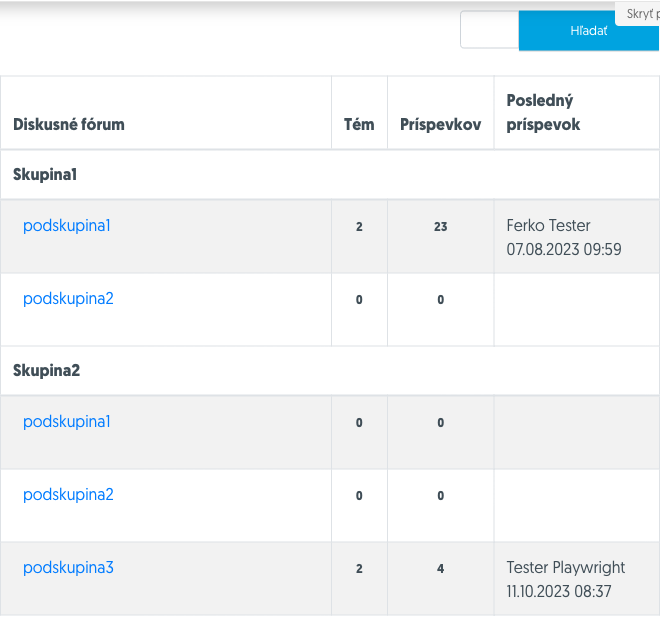 Skryť
Hľadať
Diskusné fórum Tém Príspevkov Posledný
príspevok
Skupina1
podskupina1 2 23 Ferko Tester
07.08.2023 09:59
podskupina2 0 0
Skupina2
podskupina1 0 0
podskupina2 0 0
podskupina3 2 4 Tester Playwright
11.10.2023 08:37